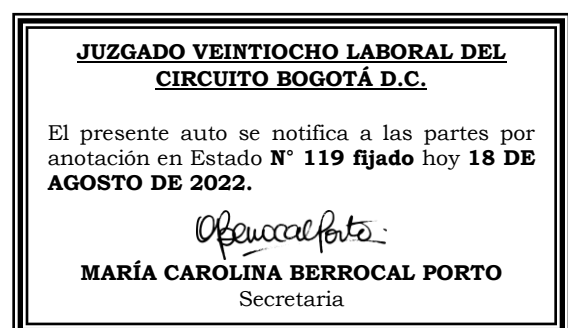 JUZGADO VEINTIOCHO LABORAL DEL
CIRCUITO BOGOTÁ D.C.
El presente auto se notifica a las partes por
anotación en Estado N° 119 fijado hoy 18 DE
AGOSTO DE 2022.
CBerrocalPorto
MARÍA CAROLINA BERROCAL PORTO
Secretaria